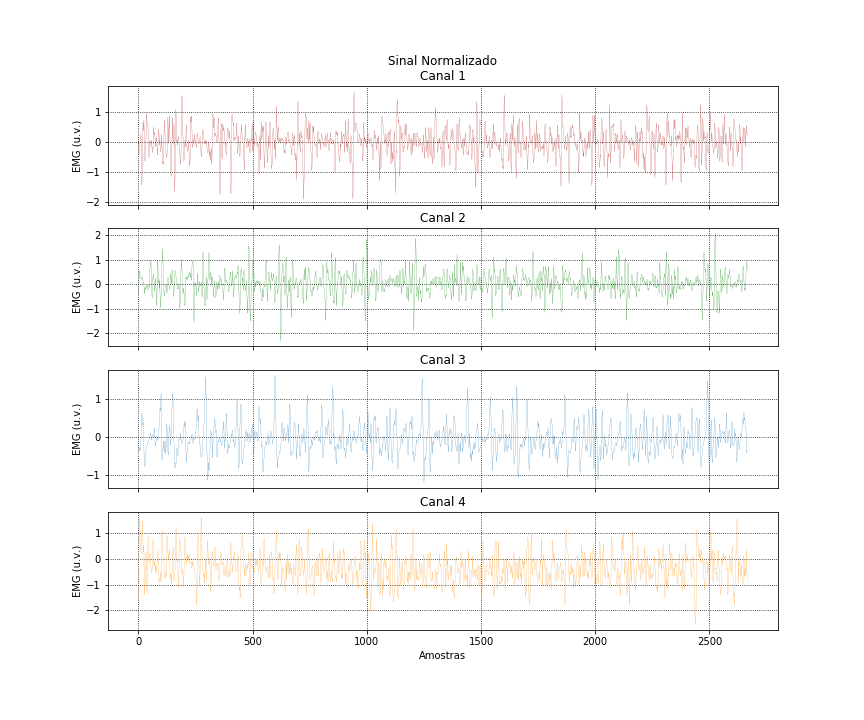 Sinal Normalizado
Canal 1
EMG (u.v.)
1
0
−1
−2
Canal 2
EMG (u.v.)
2
1
0
−1
−2
Canal 3
EMG (u.v.)
1
0
−1
Canal 4
EMG (u.v.)
1
0
−1
−2
0 500 1000 1500 2000 2500
Amostras